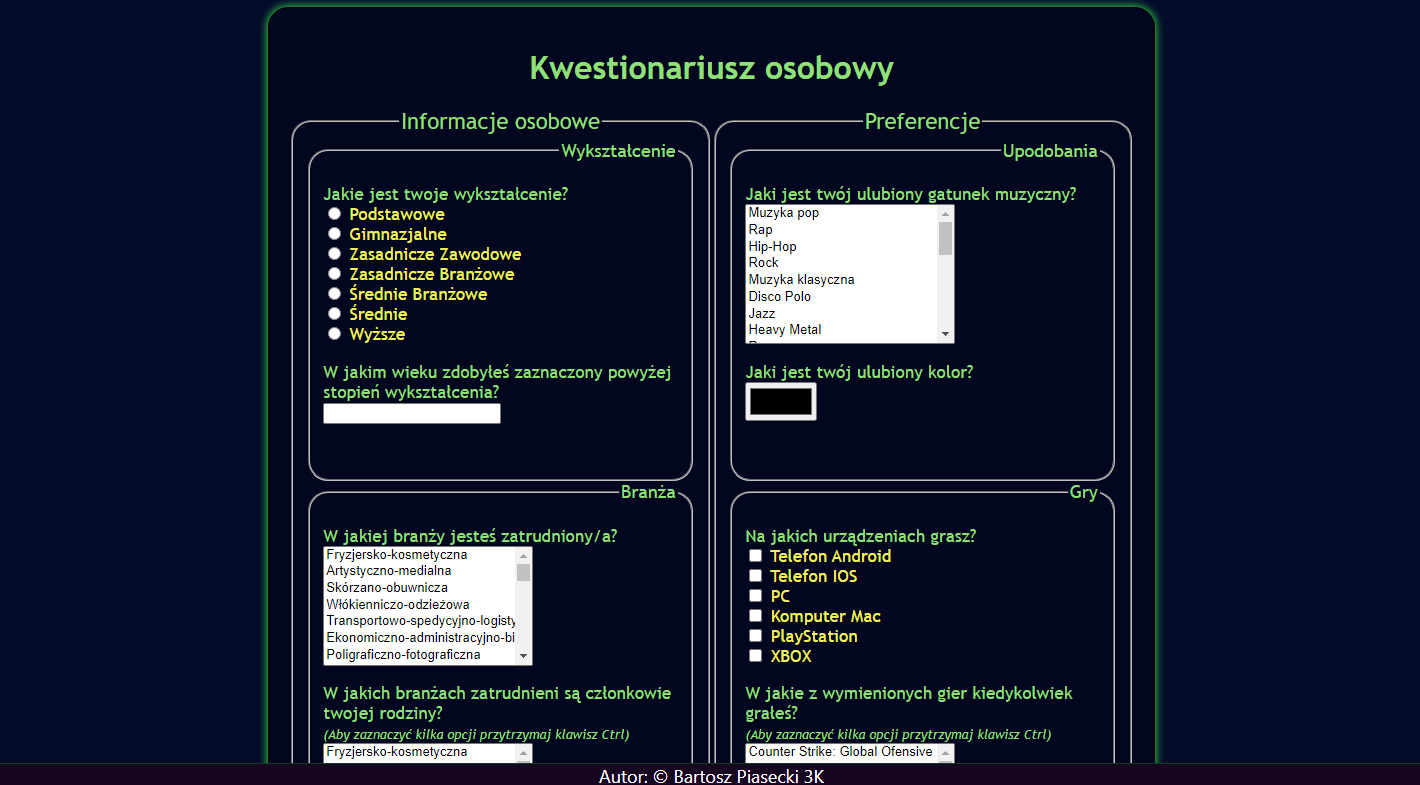 Kwestionariusz osobowy
Informacje osobowe
Wykształcenie
Jakie jest twoje wykształcenie?
Podstawowe
Gimnazjalne
Zasadnicze Zawodowe
Zasadnicze Branżowe
Średnie Branżowe
Średnie
Wyższe
W jakim wieku zdobyłeś zaznaczony powyżej
stopień wykształcenia?
Branża
W jakiej branży jesteś zatrudniony/a?
Fryzjersko-kosmetyczna
Artystyczno-medialna
Skórzano-obuwnicza
Włókienniczo-odzieżowa
Transportowo-spedycyjno-logisty
Ekonomiczno-administracyjno-bi
Poligraficzno-fotograficzna
W jakich branżach zatrudnieni są członkowie
twojej rodziny?
(Aby zaznaczyć kilka opcji przytrzymaj klawisz Ctrl)
Fryzjersko-kosmetyczna
Preferencje
Upodobania
Jaki jest twój ulubiony gatunek muzyczny?
Muzyka pop
Rap
Hip-Hop
Rock
Muzyka klasyczna
Disco Polo
Jazz
Heavy Metal
Jaki jest twój ulubiony kolor?
Gry
Na jakich urządzeniach grasz?
Telefon Android
Telefon IOS
PC
Komputer Mac
PlayStation
XBOX
W jakie z wymienionych gier kiedykolwiek
grałeś?
(Aby zaznaczyć kilka opcji przytrzymaj klawisz Ctrl)
Counter Strike: Global Ofensive
Autor: © Bartosz Piasecki 3K